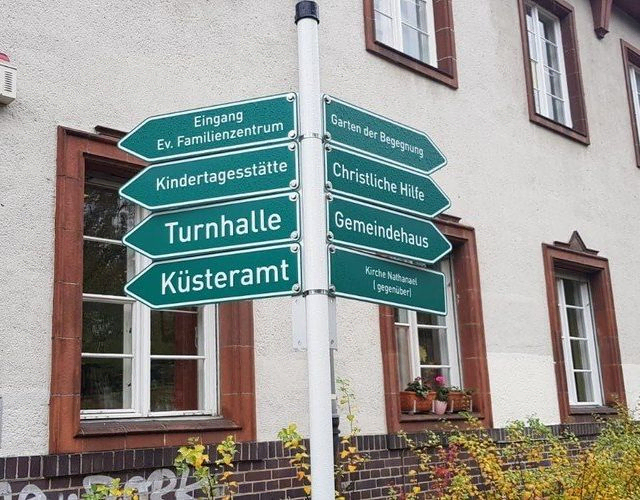 Eingang
Ev. Familienzentrum
Kindertagesstätte
Turnhalle
Küsteramt
Garten der Begegnung
Christliche Hilfe
Gemeindehaus
Kirche Nathanael
(gegenüber)